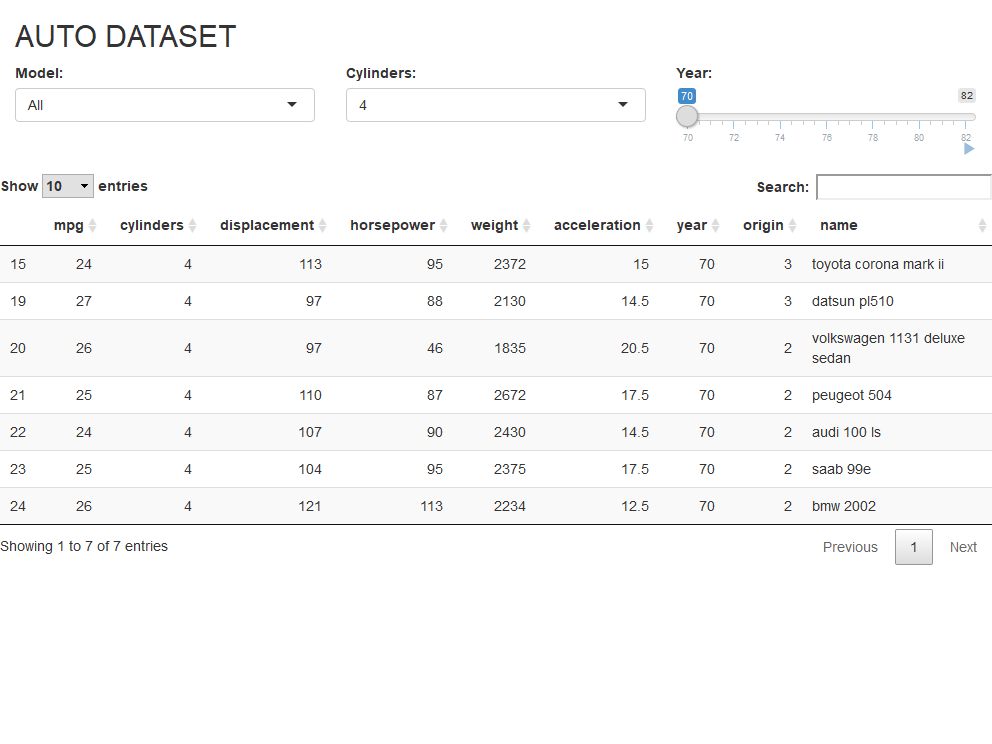 AUTO DATASET
Model: Cylinders: Year:
All 4 70 82
70 72 74 76 78 80 82
Show 10 entries Search:
mpg cylinders displacement horsepower weight acceleration year origin name
15 24 4 113 95 2372 15 70 3 toyota corona mark ii
19 27 4 97 88 2130 14.5 70 3 datsun pl510
20 26 4 97 46 1835 20.5 70 2 volkswagen 1131 deluxe
sedan
21 25 4 110 87 2672 17.5 70 2 peugeot 504
22 24 4 107 90 2430 14.5 70 2 audi 100 ls
23 25 4 104 95 2375 17.5 70 2 saab 99e
24 26 4 121 113 2234 12.5 70 2 bmw 2002
Showing 1 to 7 of 7 entries Previous 1 Next